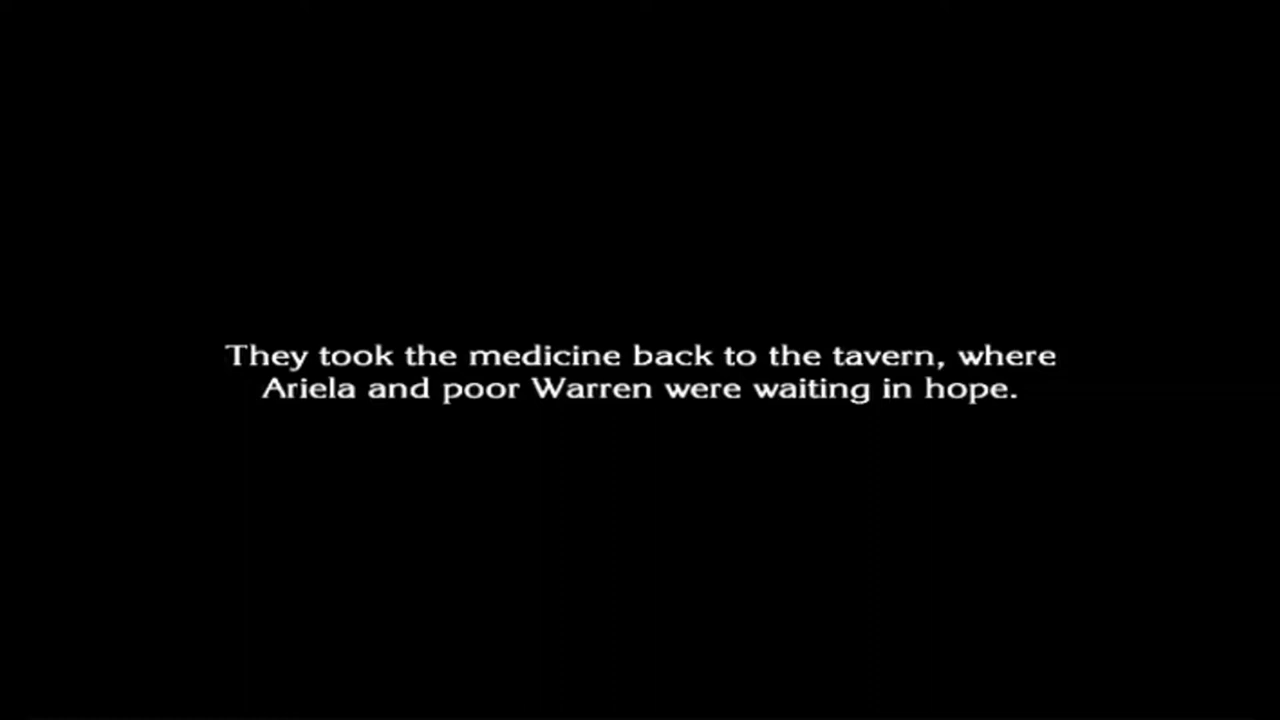 They took the medicine back to the tavern, where
Ariela and poor Warren were waiting in hope.